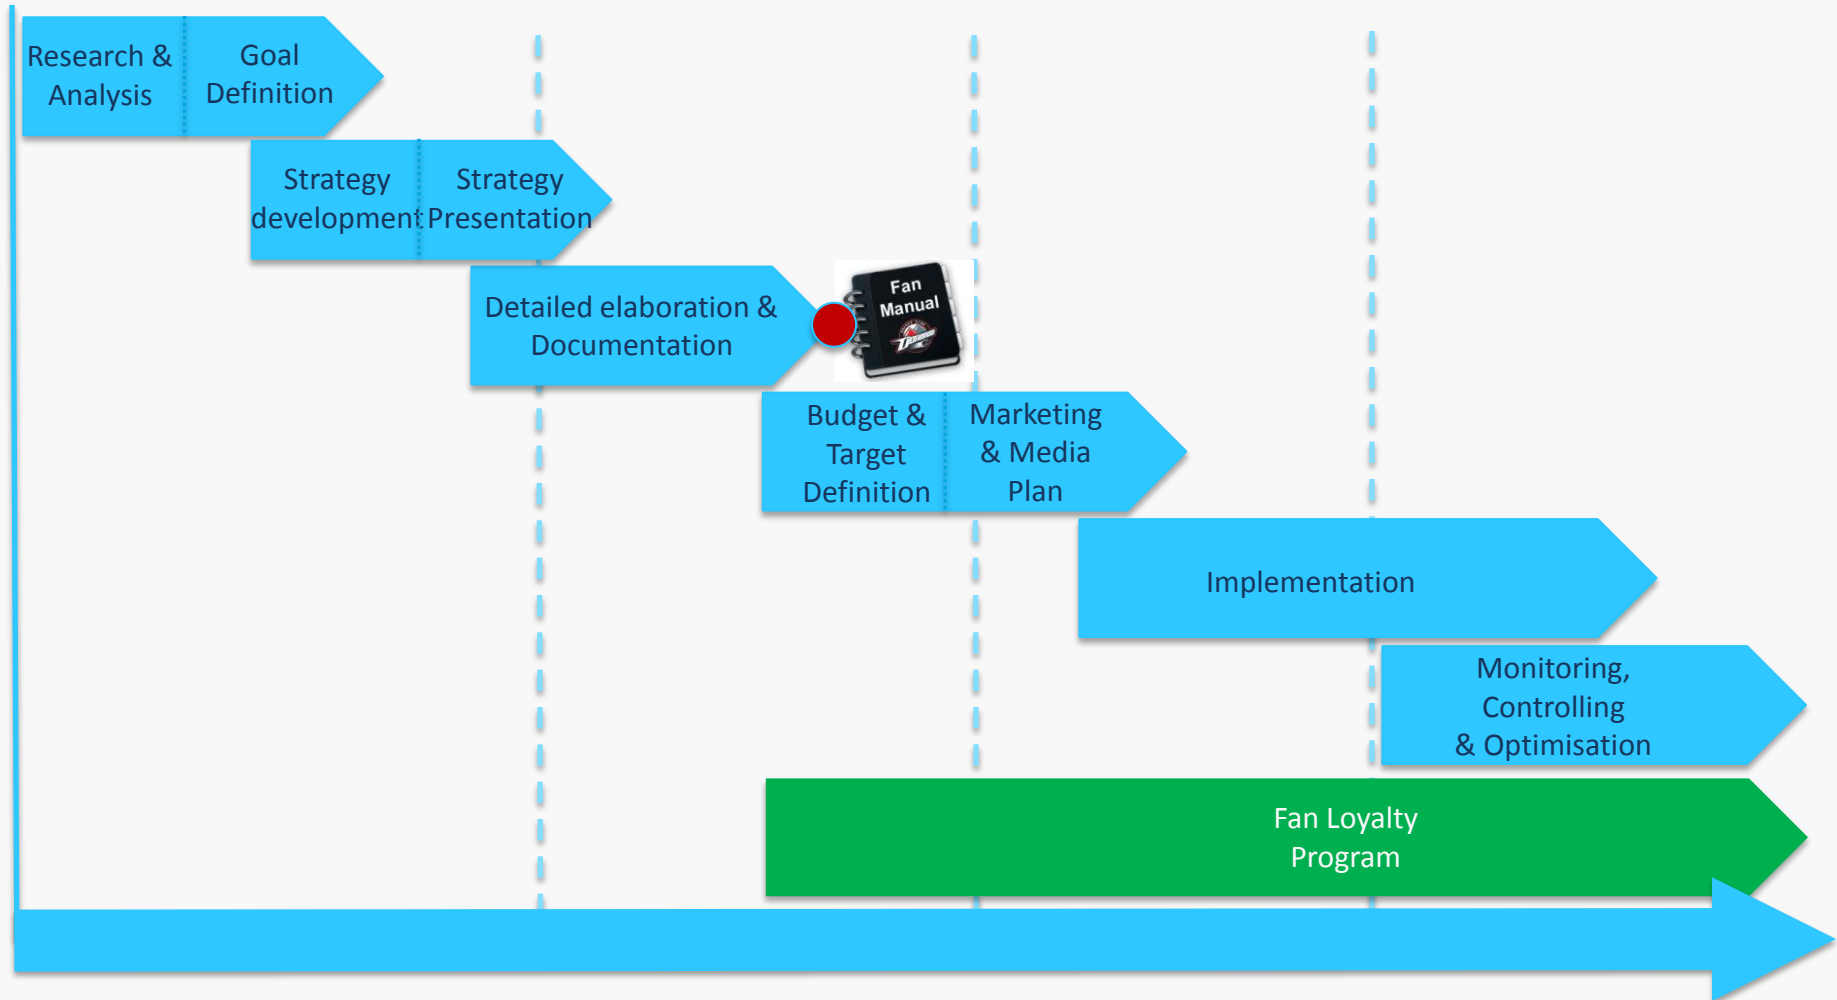 Research &
Analysis
Goal
Definition
Strategy
development
Strategy
Presentation
Detailed elaboration &
Documentation
Fan
Manual
Budget &
Target
Definition
Marketing
& Media
Plan
Implementation
Monitoring,
Controlling
& Optimisation
Fan Loyalty
Program